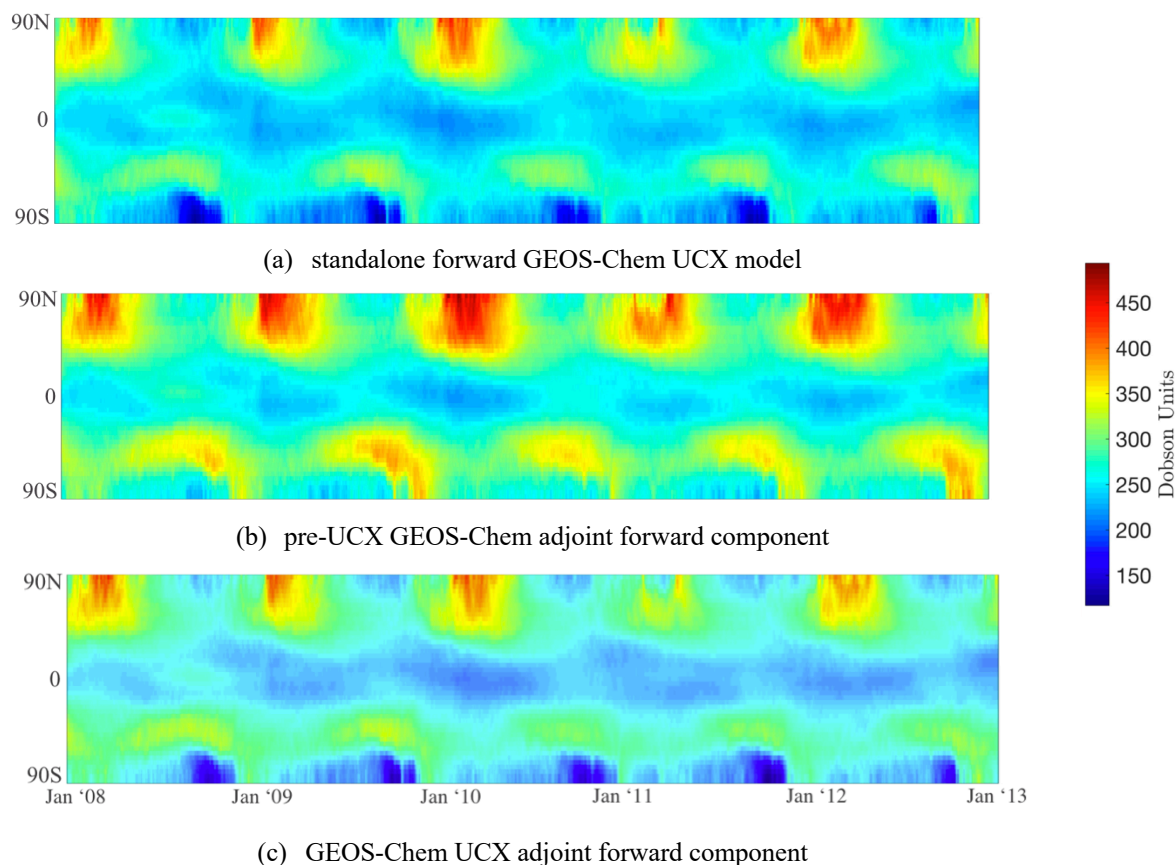 90N
0
90S
(a) standalone forward GEOS-Chem UCX model
90N
0
90S
(b) pre-UCX GEOS-Chem adjoint forward component
450
400
350
300
250
200
150
Dobson Units
90N
0
90S
Jan ‘08 Jan ‘09 Jan ‘10 Jan ‘11 Jan ‘12 Jan ‘13
(c) GEOS-Chem UCX adjoint forward component